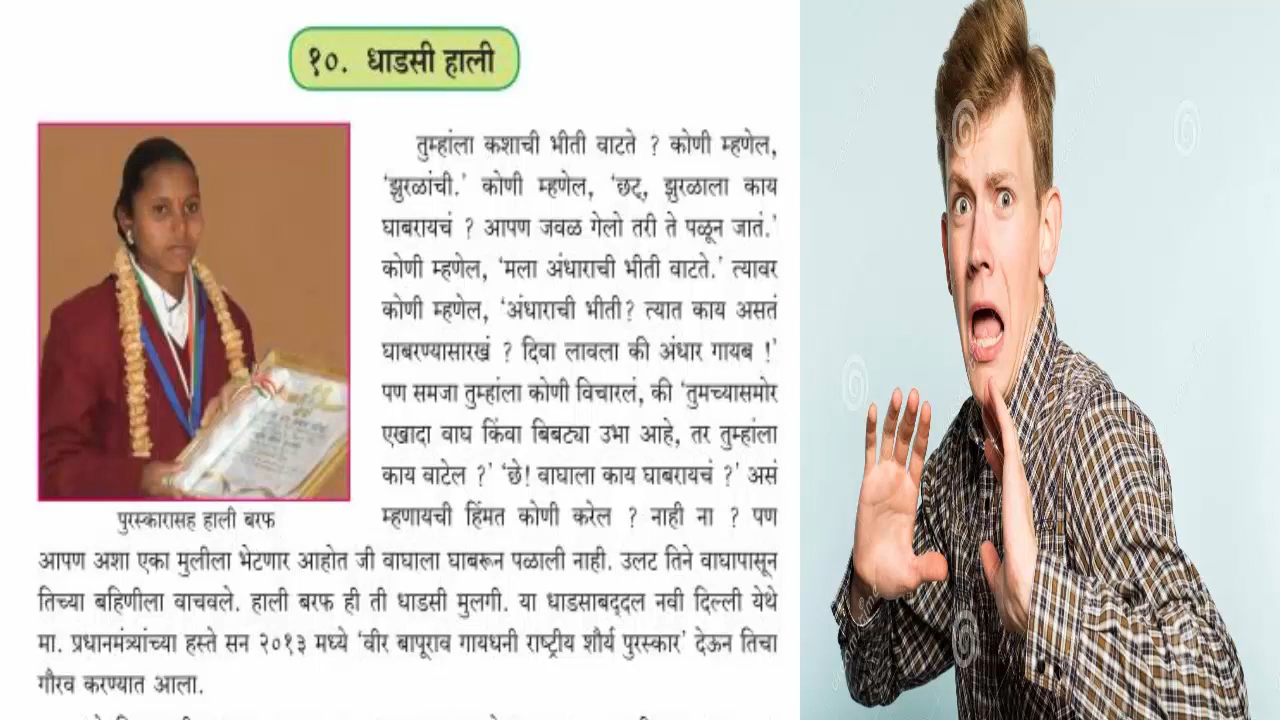 १०. धाडसी हाली
तुम्हांला कशाची भीती वाटते ? कोणी म्हणेल,
‘झुरळांची.’ कोणी म्हणेल, ‘छट्, झुरळाला काय
घाबरायचं ? आपण जवळ गेलो तरी ते पळून जातं.’
कोणी म्हणेल, ‘मला अंधाराची भीती वाटते.’ त्यावर
कोणी म्हणेल, ‘अंधाराची भीती? त्यात काय असतं
घाबरण्यासारखं ? दिवा लावला की अंधार गायब !’
पण समजा तुम्हांला कोणी विचारलं, की ‘तुमच्यासमोर
एखादा वाघ किंवा बिबट्या उभा आहे, तर तुम्हांला
काय वाटेल ?’ ‘छे! वाघाला काय घाबरायचं ?’ असं
म्हणायची हिंमत कोणी करेल ? नाही ना ? पण
पुरस्कारासह हाली बरफ
आपण अशा एका मुलीला भेटणार आहोत जी वाघाला घाबरून पळाली नाही. उलट तिने वाघापासून
तिच्या बहिणीला वाचवले. हाली बरफ ही ती धाडसी मुलगी. या धाडसाबद्दल नवी दिल्ली येथे
मा. प्रधानमंत्र्यांच्या हस्ते सन २०१३ मध्ये ‘वीर बापूराव गायधनी राष्ट्रीय शौर्य पुरस्कार’ देऊन तिचा
गौरव करण्यात आला.